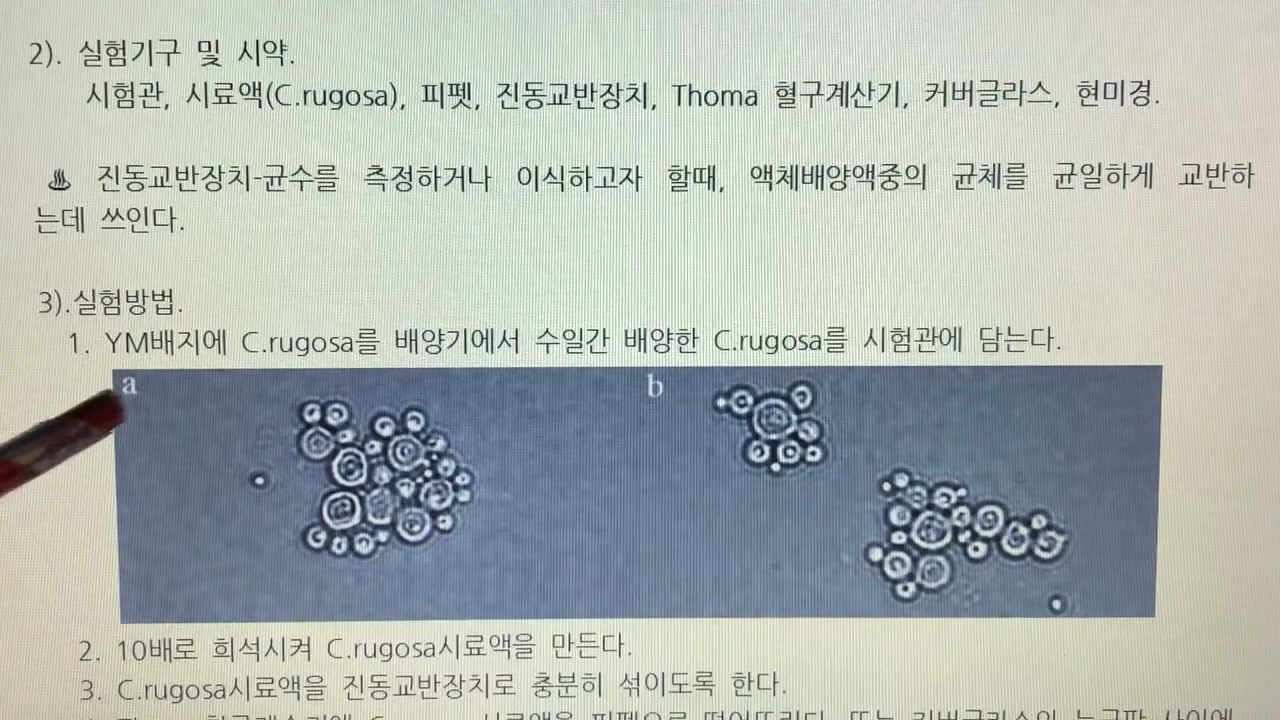 2). 실험기구 및 시약.
시험관, 시료액(C.rugosa), 피펫, 진동교반장치, Thoma 혈구계산기, 커버글라스, 현미경.
♨ 진동교반장치-균수를 측정하거나 이식하고자 할때, 액체배양액중의 균체를 균일하게 교반하
는데 쓰인다.
3).실험방법.
1. YM배지에 C.rugosa를 배양기에서 수일간 배양한 C.rugosa를 시험관에 담는다.
a b
2. 10배로 희석시켜 C.rugosa시료액을 만든다.
3. C.rugosa시료액을 진동교반장치로 충분히 섞이도록 한다.